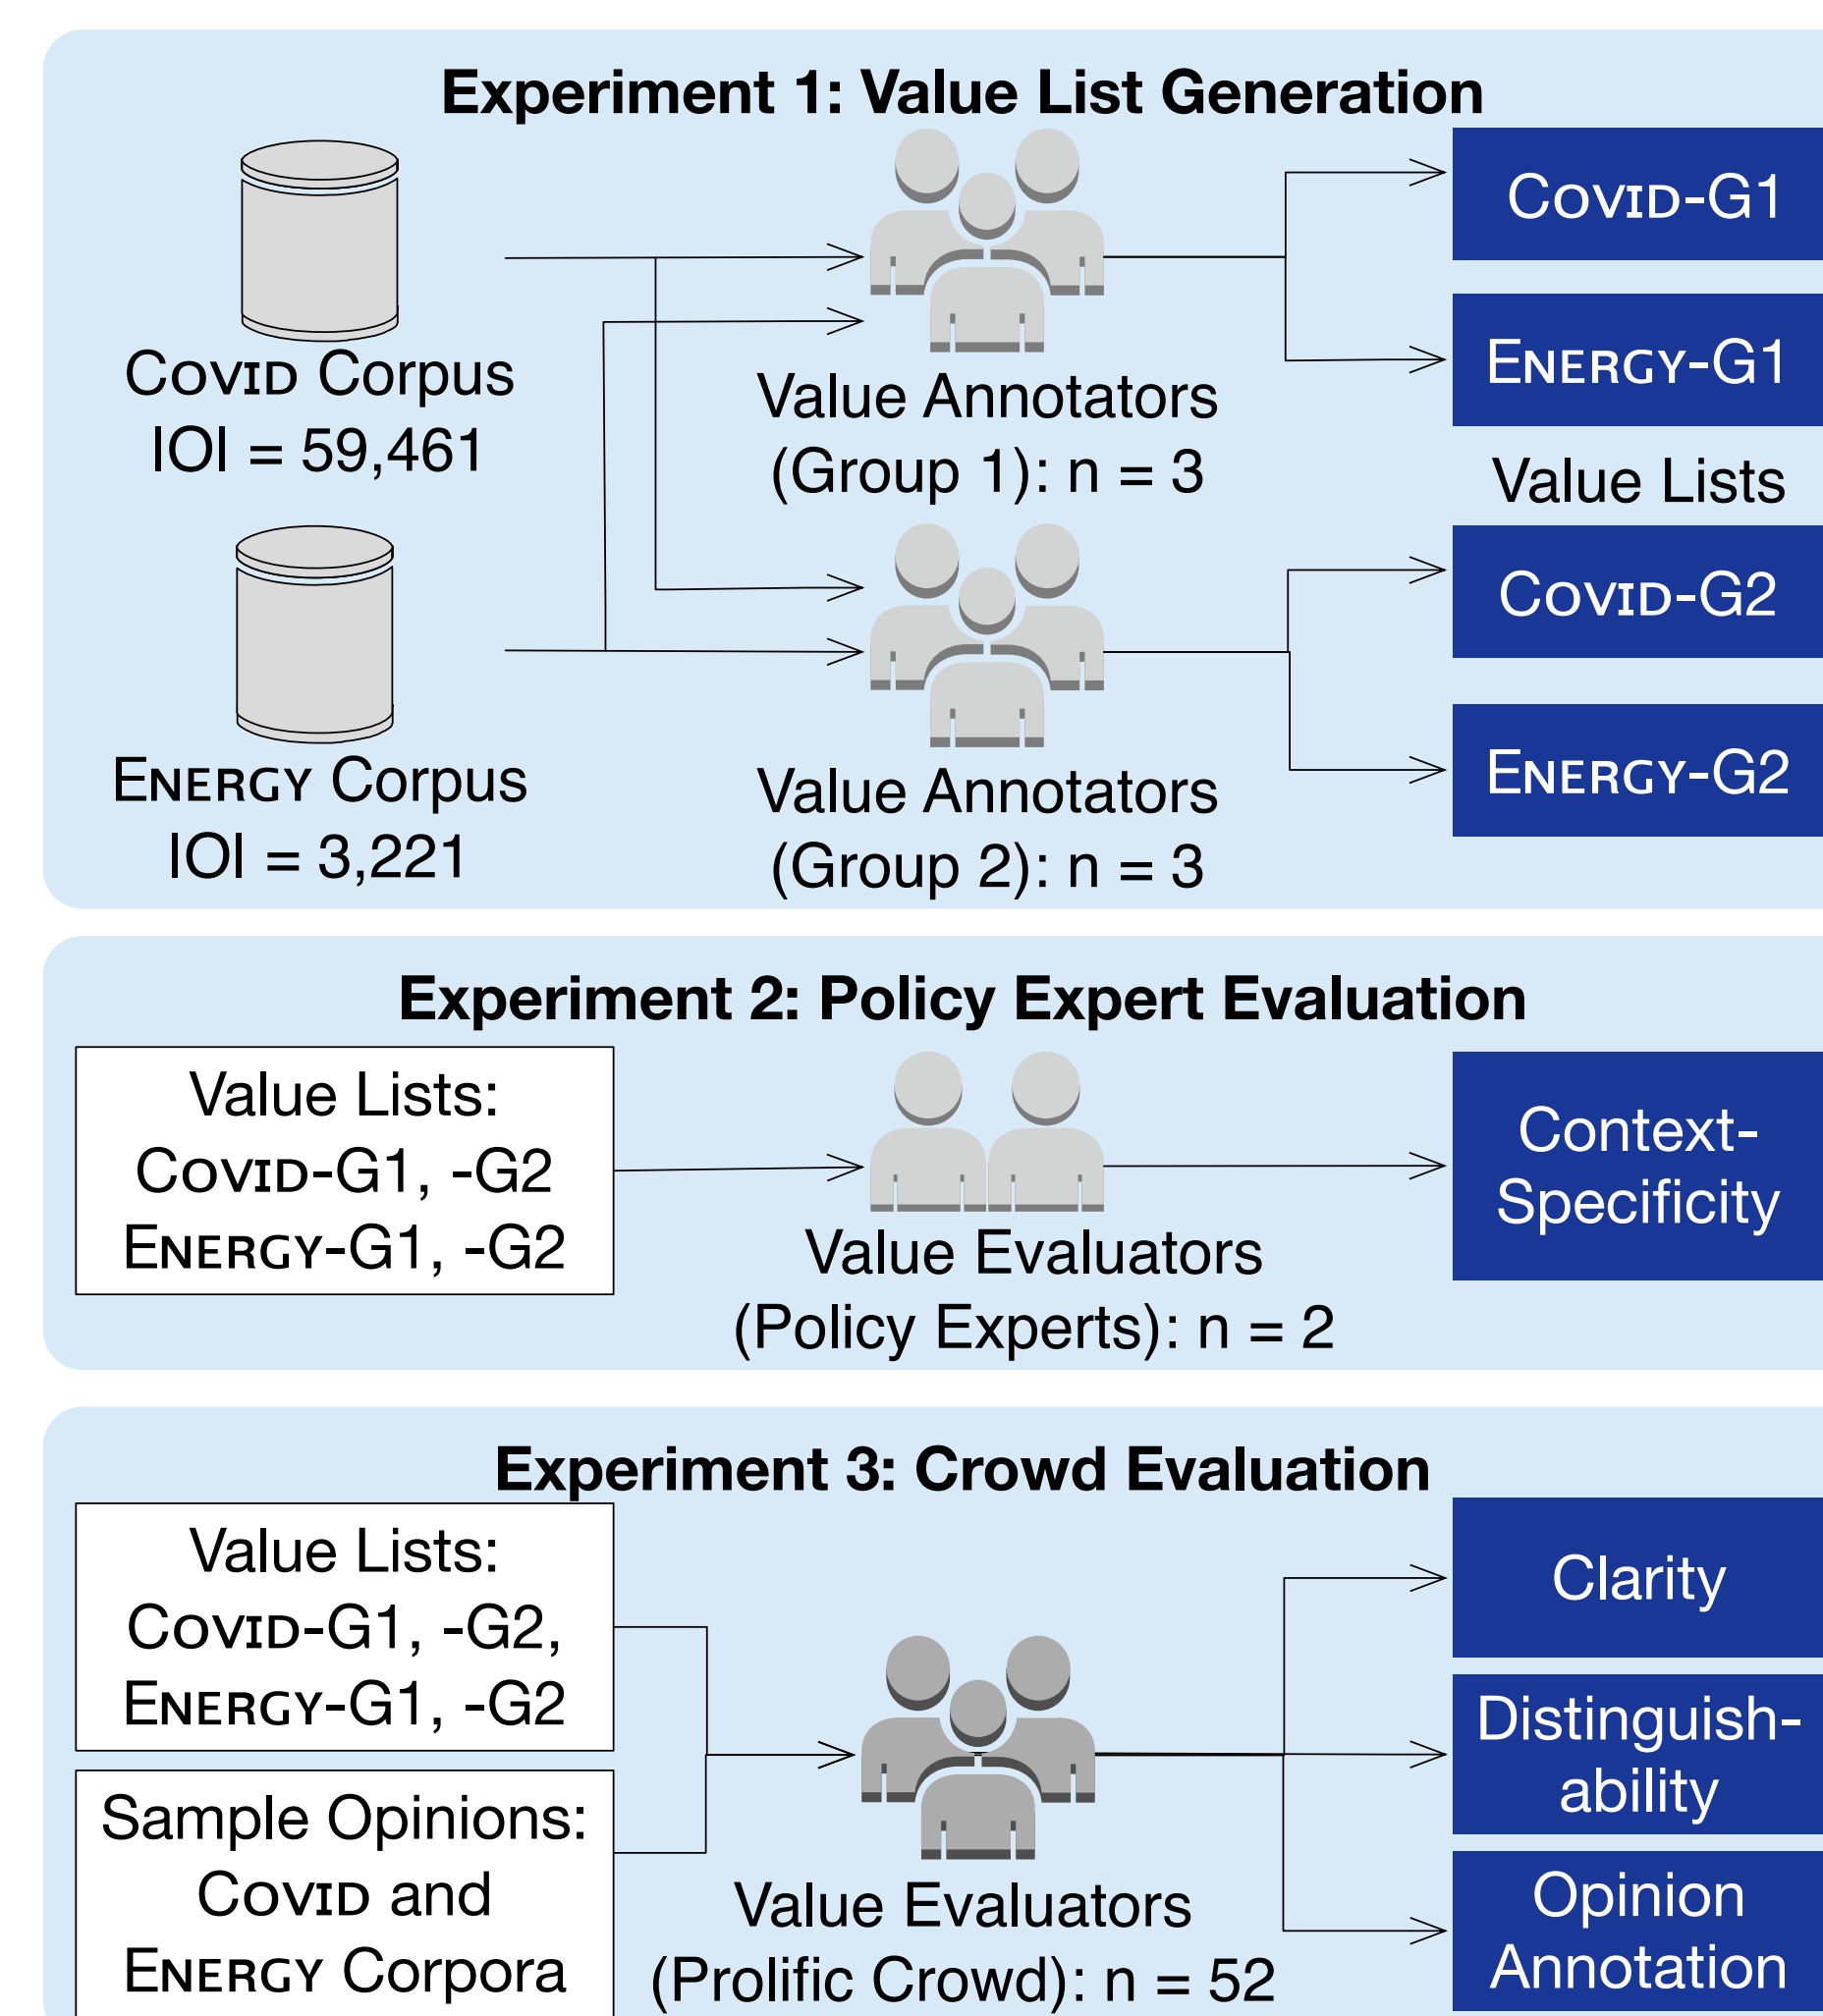 Experiment 1: Value List Generation
COVID Corpus
IOI = 59,461
ENERGY Corpus
IOI = 3,221
Value Annotators
(Group 1): n = 3
Value Annotators
(Group 2): n = 3
COVID-G1
ENERGY-G1
Value Lists
COVID-G2
ENERGY-G2
Experiment 2: Policy Expert Evaluation
Value Lists:
COVID-G1, -G2
ENERGY-G1, -G2
Value Evaluators
(Policy Experts): n = 2
Context-
Specificity
Experiment 3: Crowd Evaluation
Value Lists:
COVID-G1, -G2,
ENERGY-G1, -G2
Sample Opinions:
COVID and
ENERGY Corpora
Value Evaluators
(Prolific Crowd): n = 52
Clarity
Distinguish-
ability
Opinion
Annotation